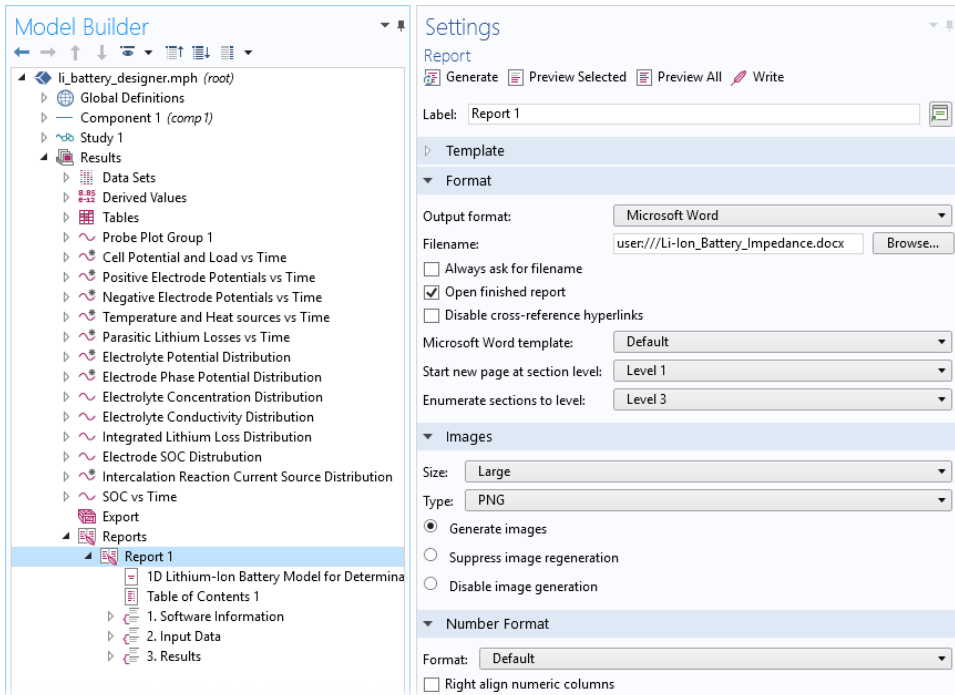 Model Builder
li_battery_designer.mph (root)
Global Definitions
Component 1 (comp1)
Study 1
Results
Data Sets
8.85
e-12
Derived Values
Tables
Probe Plot Group 1
Cell Potential and Load vs Time
Positive Electrode Potentials vs Time
Negative Electrode Potentials vs Time
Temperature and Heat sources vs Time
Parasitic Lithium Losses vs Time
Electrolyte Potential Distribution
Electrode Phase Potential Distribution
Electrolyte Concentration Distribution
Electrolyte Conductivity Distribution
Integrated Lithium Loss Distribution
Electrode SOC Distrubution
Intercalation Reaction Current Source Distribution
SOC vs Time
Export
Reports
Report 1
1D Lithium-Ion Battery Model for Determina
Table of Contents 1
1. Software Information
2. Input Data
3. Results
Settings
Report
Generate Preview Selected Preview All Write
Label: Report 1
Template
Format
Output format: Microsoft Word
Filename: user:///Li-Ion_Battery_Impedance.docx Browse...
Always ask for filename
Open finished report
Disable cross-reference hyperlinks
Microsoft Word template: Default
Start new page at section level: Level 1
Enumerate sections to level: Level 3
Images
Size: Large
Type: PNG
Generate images
Suppress image regeneration
Disable image generation
Number Format
Format: Default
Right align numeric columns